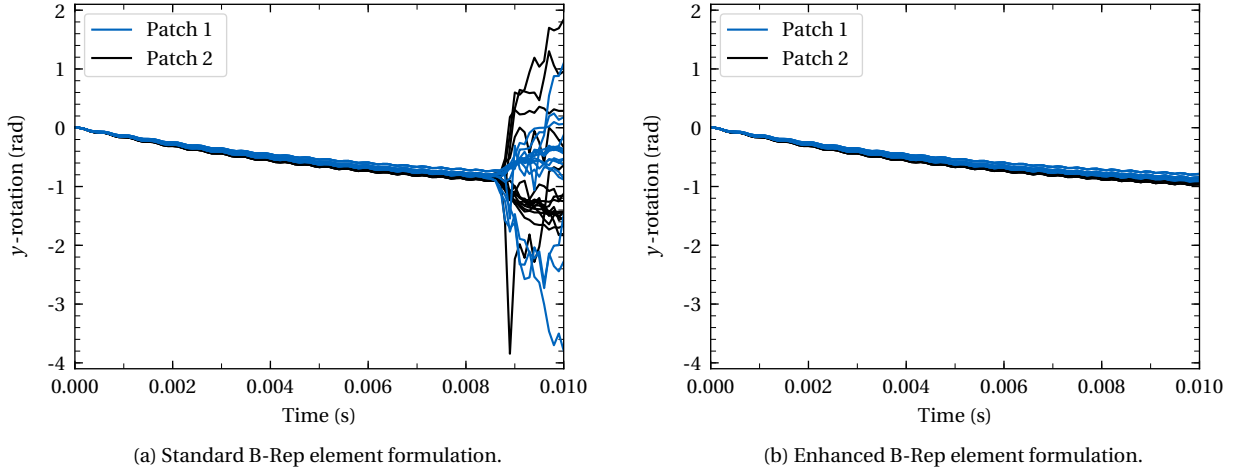 2
1
0
-1
-2
-3
-4
y-rotation (rad)
Patch 1
Patch 2
0.000
0.002
0.004
0.006
0.008
0.010
Time (s)
(a) Standard B-Rep element formulation.
2
1
0
-1
-2
-3
-4
y-rotation (rad)
Patch 1
Patch 2
0.000
0.002
0.004
0.006
0.008
0.010
Time (s)
(b) Enhanced B-Rep element formulation.